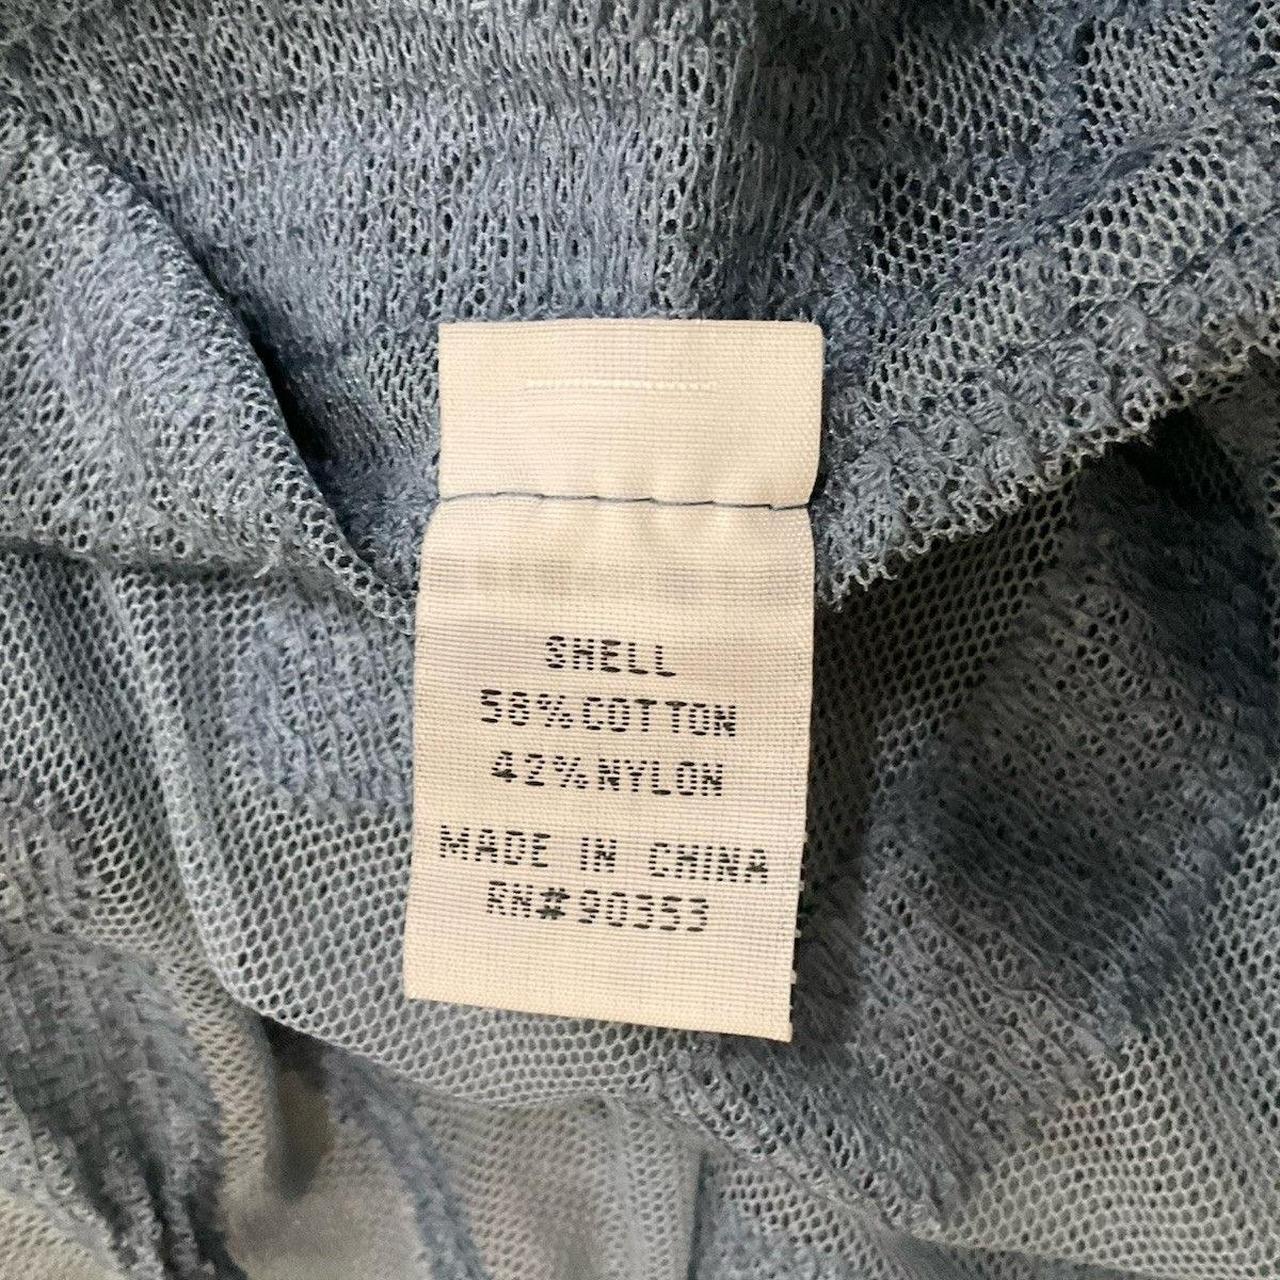 SHELL
58% COTTON
42% NYLON
MADE IN CHINA
RN# 90353